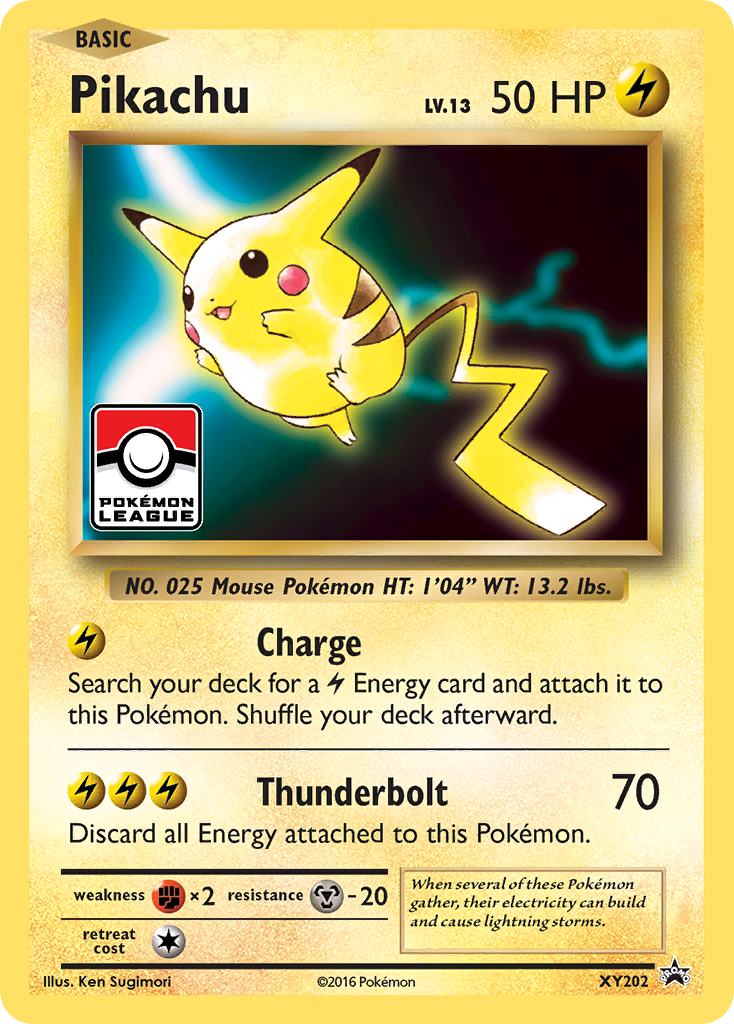 BASIC
Pikachu LV.13 50 HP
POKÉMON
LEAGUE
NO. 025 Mouse Pokémon HT: 1'04" WT: 13.2 lbs.
Charge
Search your deck for a Energy card and attach it to
this Pokémon. Shuffle your deck afterward.
Thunderbolt 70
Discard all Energy attached to this Pokémon.
weakness ×2 resistance -20
retreat
cost
When several of these Pokémon
gather, their electricity can build
and cause lightning storms.
Illus. Ken Sugimori ©2016 Pokémon XY202 PROMO